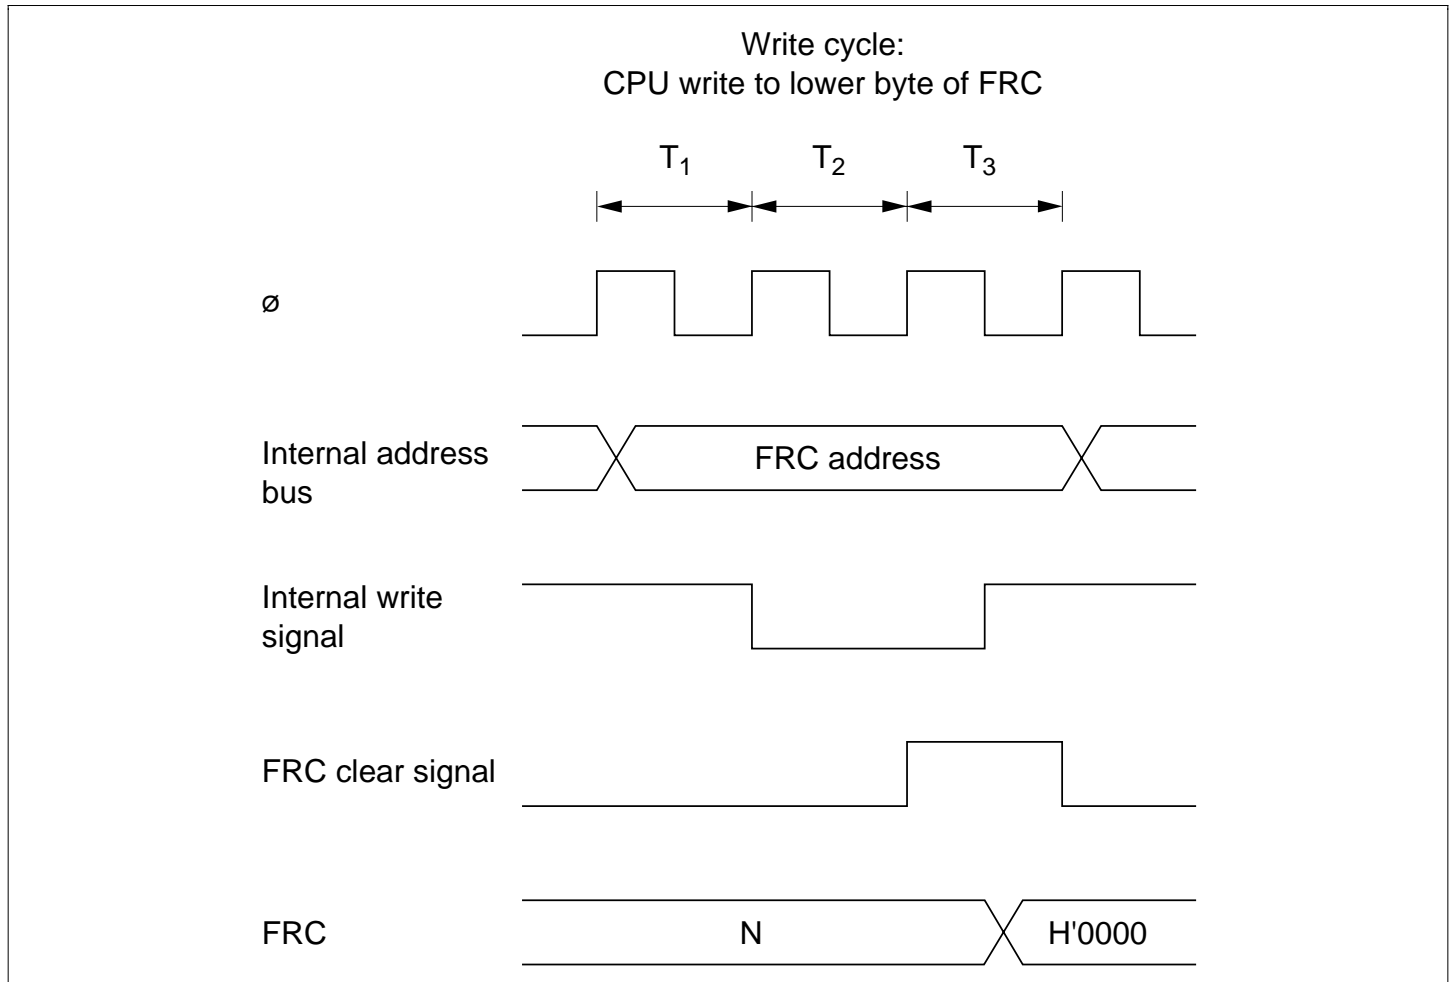 Write cycle:
CPU write to lower byte of FRC
T1 T2 T3
ø
Internal address
bus
FRC address
Internal write
signal
FRC clear signal
FRC N H'0000